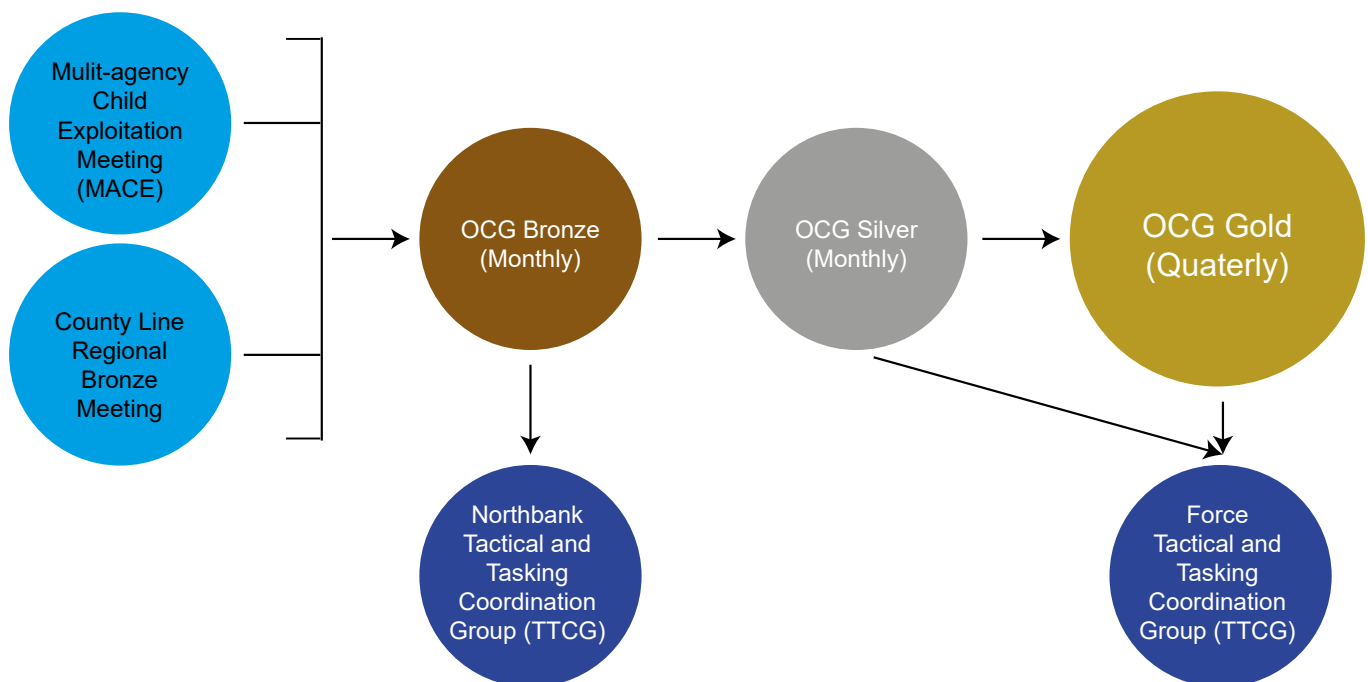 Mulit-agency
Child
Exploitation
Meeting
(MACE)
County Line
Regional
Bronze
Meeting
OCG Bronze
(Monthly)
OCG Silver
(Monthly)
OCG Gold
(Quaterly)
Northbank
Tactical and
Tasking
Coordination
Group (TTCG)
Force
Tactical and
Tasking
Coordination
Group (TTCG)